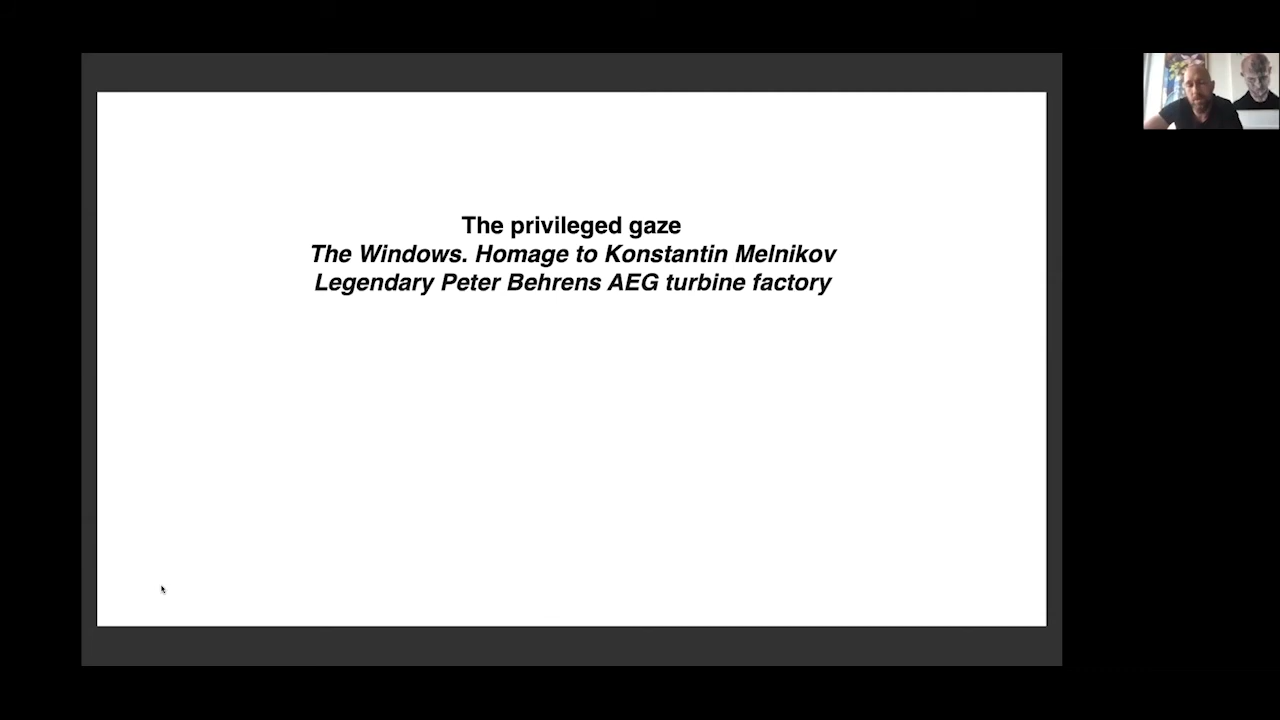 The privileged gaze
The Windows. Homage to Konstantin Melnikov
Legendary Peter Behrens AEG turbine factory